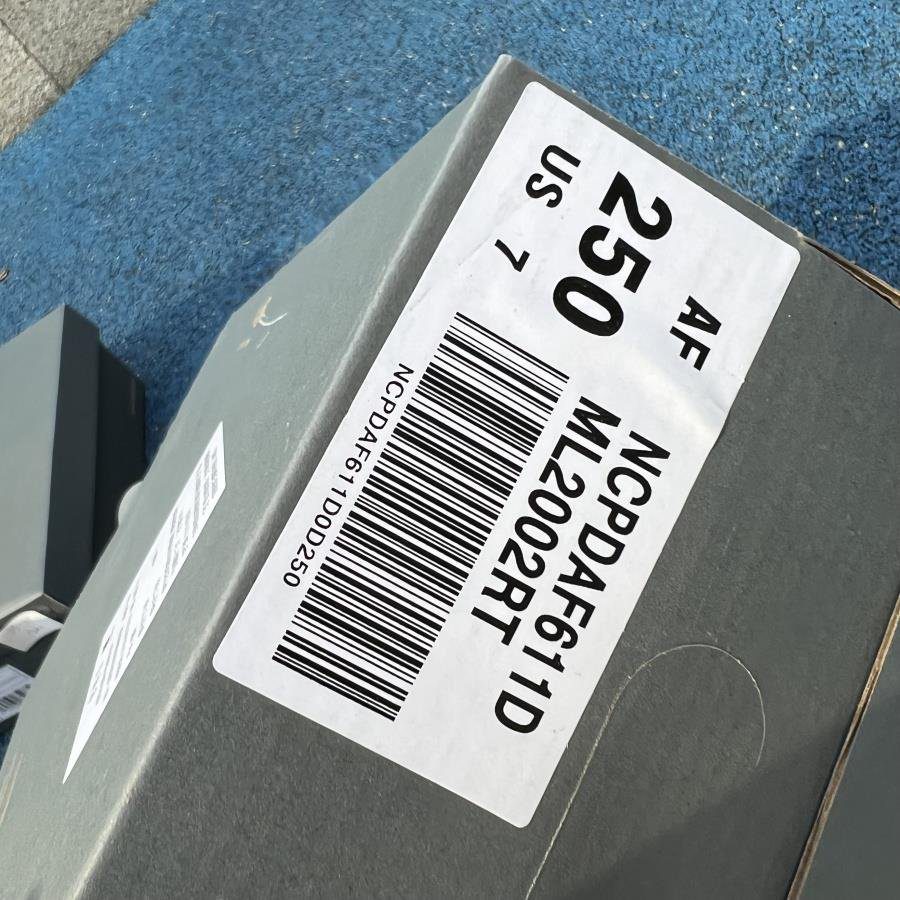 AF
250
US 7
NCPDAF611D
ML2002RT
NCPDAF611D0D250